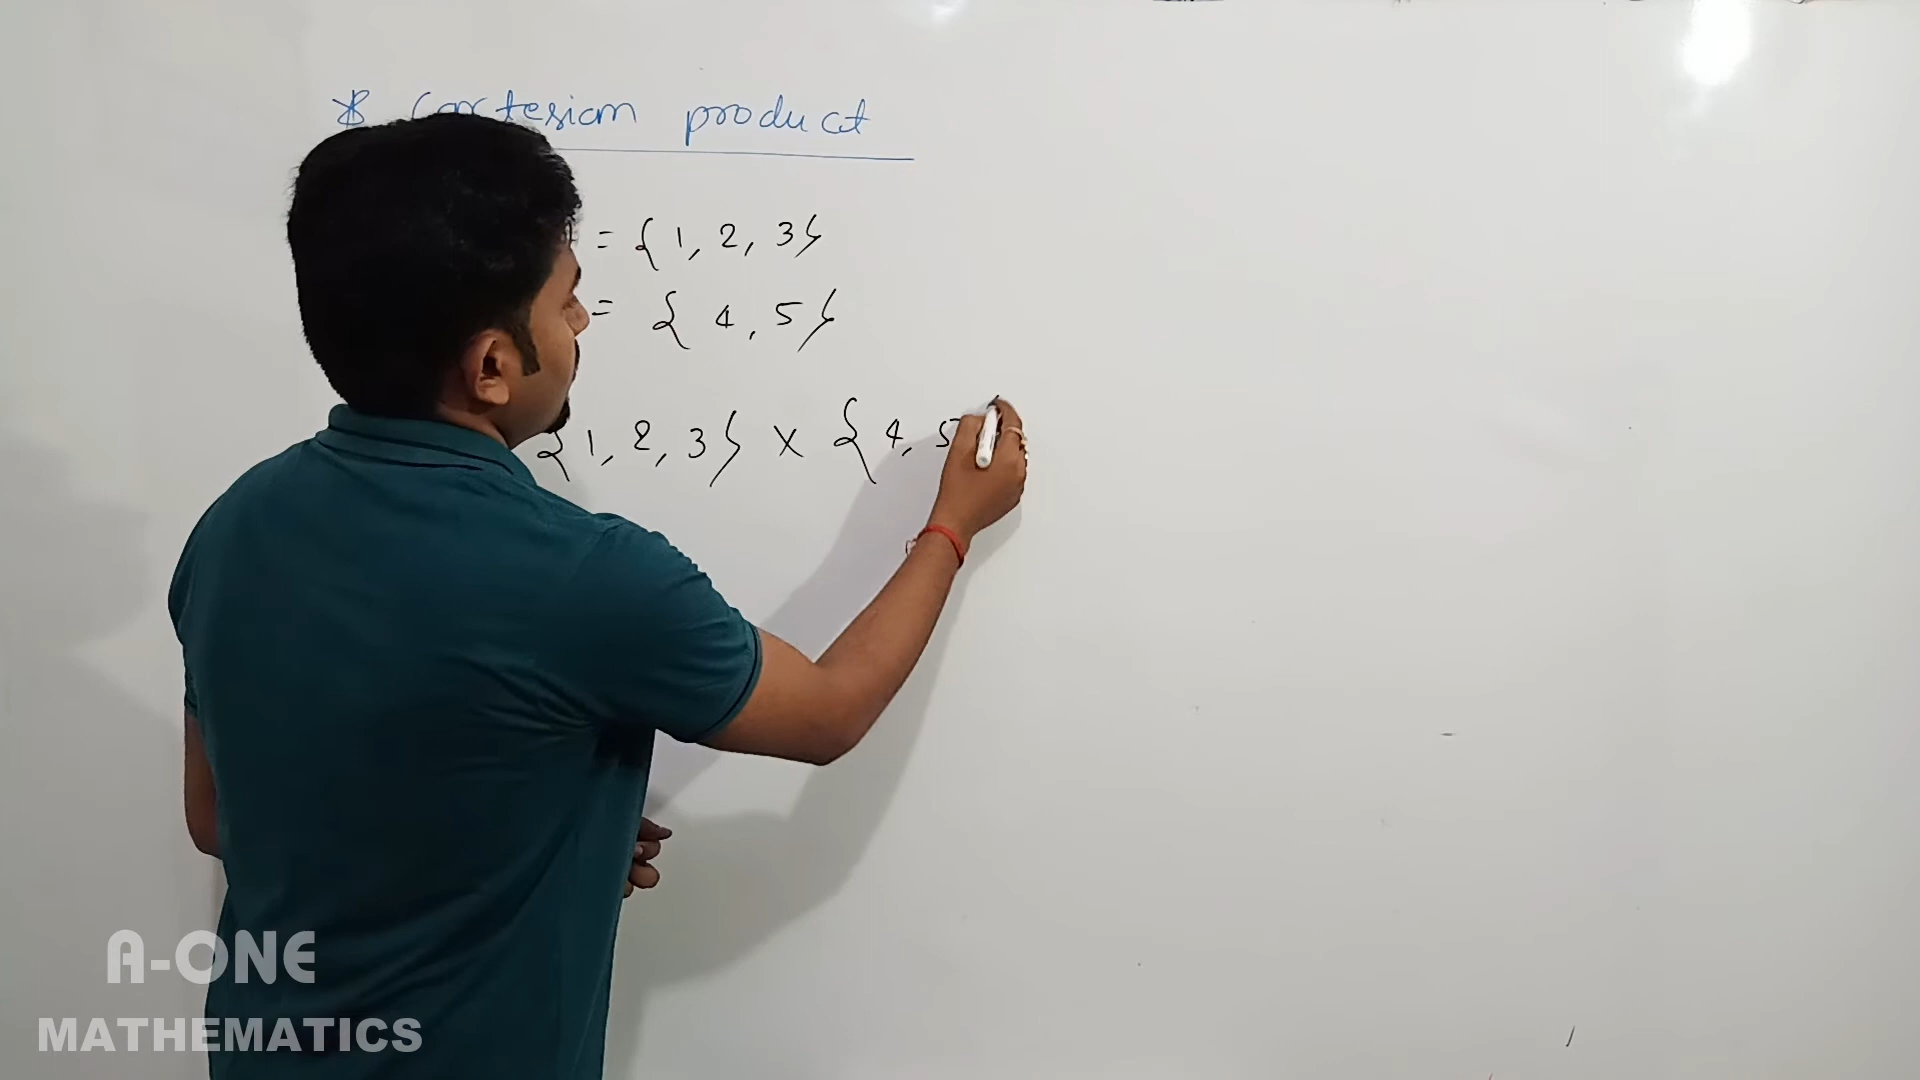 * Cartesian product
= {1, 2, 3}
= {4, 5}
{1, 2, 3} X {4, 5
A-ONE
MATHEMATICS